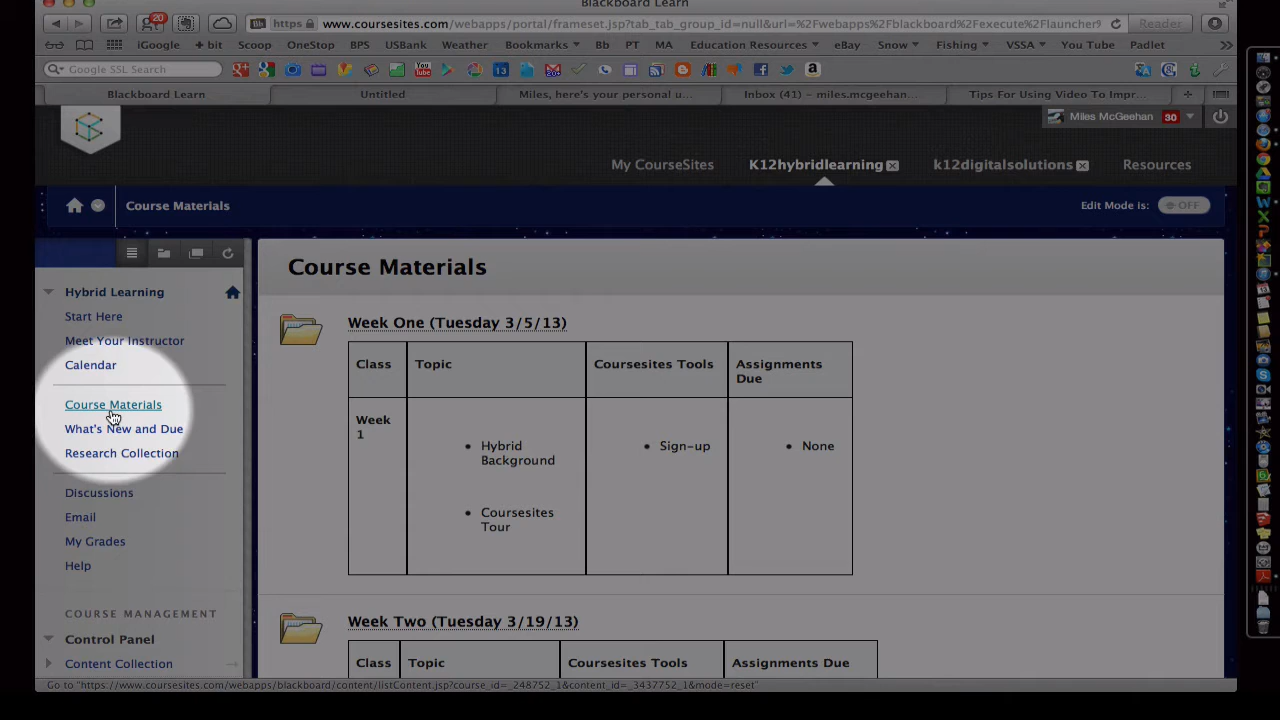 Blackboard Learn
20
Bb
https
www.coursesites.com/webapps/portal/frameset.jsp?tab_tab_group_id=null&url=%2Fwebapps%2Fblackboard%2Fexecute%2Flauncher%
Reader
iGoogle
+ bit
Scoop
OneStop
BPS
USBank
Weather
Bookmarks
Bb
PT
MA
Education Resources
eBay
Snow
Fishing
VSSA
You Tube
Padlet
Google SSL Search
Blackboard Learn
Untitled
Miles, here's your personal u...
Inbox (41) – miles.mcgeehan...
Tips For Using Video To Impr...
Miles McGeehan
30
My CourseSites
K12hybridlearning
k12digitalsolutions
Resources
Course Materials
Edit Mode is:
OFF
Hybrid Learning
Start Here
Meet Your Instructor
Calendar
Course Materials
What's New and Due
Research Collection
Discussions
Email
My Grades
Help
COURSE MANAGEMENT
Control Panel
Content Collection
Course Materials
Week One (Tuesday 3/5/13)
Class
Topic
Coursesites Tools
Assignments
Due
Week
1
• Hybrid
Background
• Coursesites
Tour
• Sign-up
• None
Week Two (Tuesday 3/19/13)
Class
Topic
Coursesites Tools
Assignments Due
Go to "https://www.coursesites.com/webapps/blackboard/content/listContent.jsp?course_id=_248752_1&content_id=_3437752_1&mode=reset"